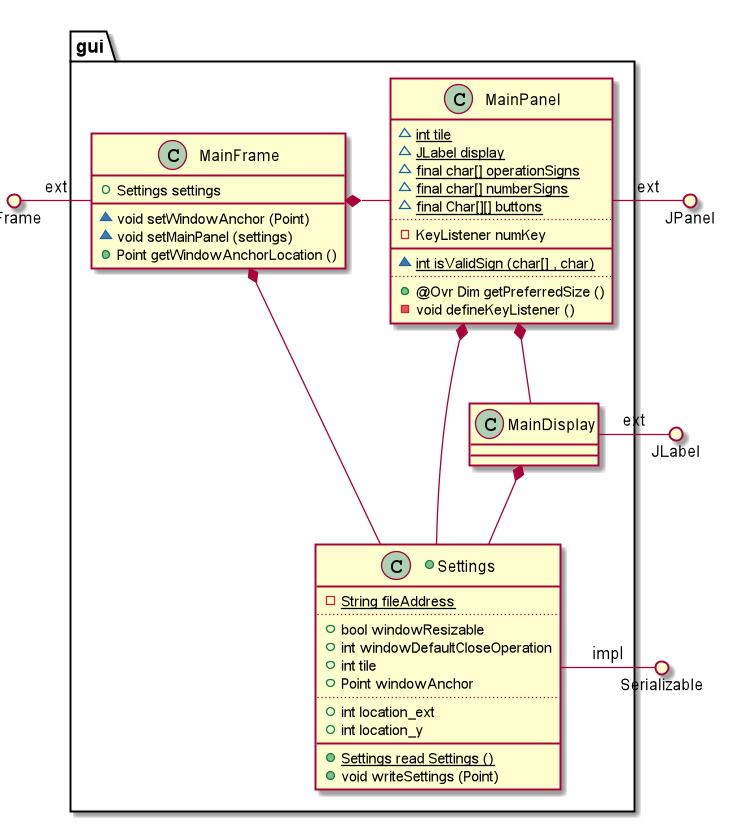 gui
C MainPanel
int tile
JLabel display
final char[] operationSigns
final char[] numberSigns
final Char[][] buttons
KeyListener numKey
int isValidSign (char[] , char)
@Ovr Dim getPreferredSize ()
void defineKeyListener ()
C MainFrame
Settings settings
void setWindowAnchor (Point)
void setMainPanel (settings)
Point getWindowAnchorLocation ()
ext
Frame
ext
JPanel
C MainDisplay
ext
JLabel
C Settings
String fileAddress
bool windowResizable
int windowDefaultCloseOperation
int tile
Point windowAnchor
int location_ext
int location_y
Settings read Settings ()
void writeSettings (Point)
impl
Serializable